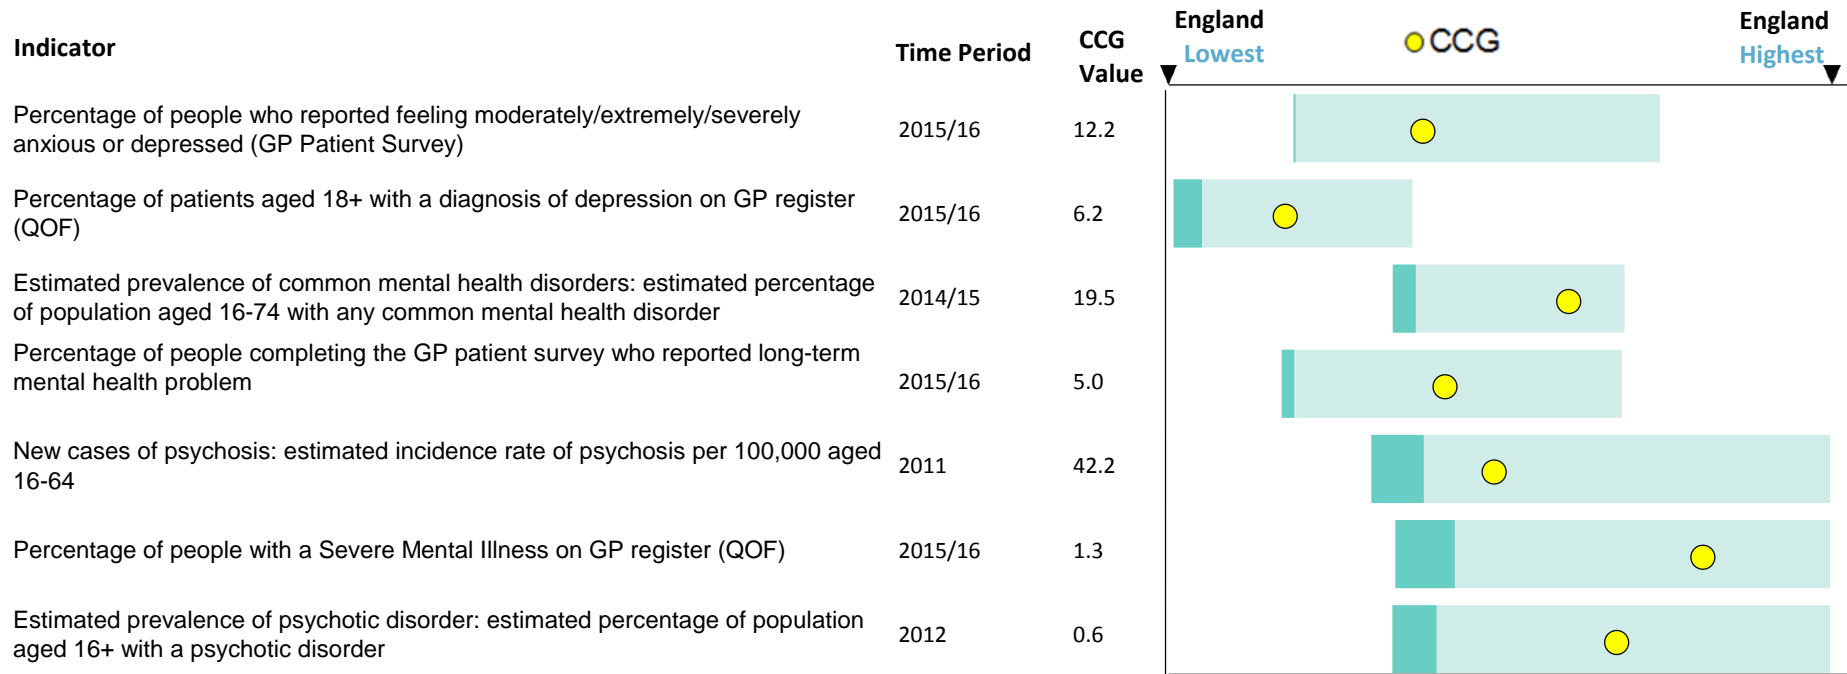 Indicator
Time Period
CCG
Value
England
Lowest
CCG
England
Highest
Percentage of people who reported feeling moderately/extremely/severely
anxious or depressed (GP Patient Survey)
2015/16
12.2
Percentage of patients aged 18+ with a diagnosis of depression on GP register
(QOF)
2015/16
6.2
Estimated prevalence of common mental health disorders: estimated percentage
of population aged 16-74 with any common mental health disorder
2014/15
19.5
Percentage of people completing the GP patient survey who reported long-term
mental health problem
2015/16
5.0
New cases of psychosis: estimated incidence rate of psychosis per 100,000 aged
16-64
2011
42.2
Percentage of people with a Severe Mental Illness on GP register (QOF)
2015/16
1.3
Estimated prevalence of psychotic disorder: estimated percentage of population
aged 16+ with a psychotic disorder
2012
0.6